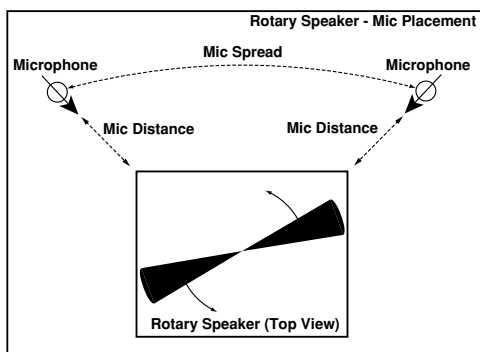 Rotary Speaker - Mic Placement
Mic Spread
Microphone
Microphone
Mic Distance
Mic Distance
Rotary Speaker (Top View)